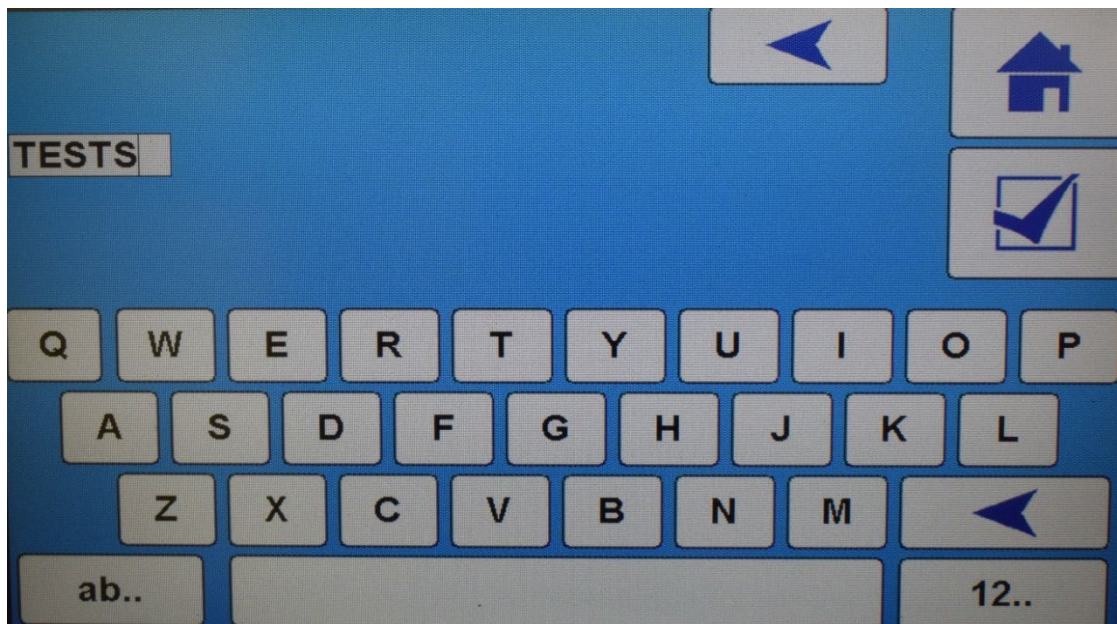 TESTS
Q W E R T Y U I O P
A S D F G H J K L
Z X C V B N M
ab.. 12..